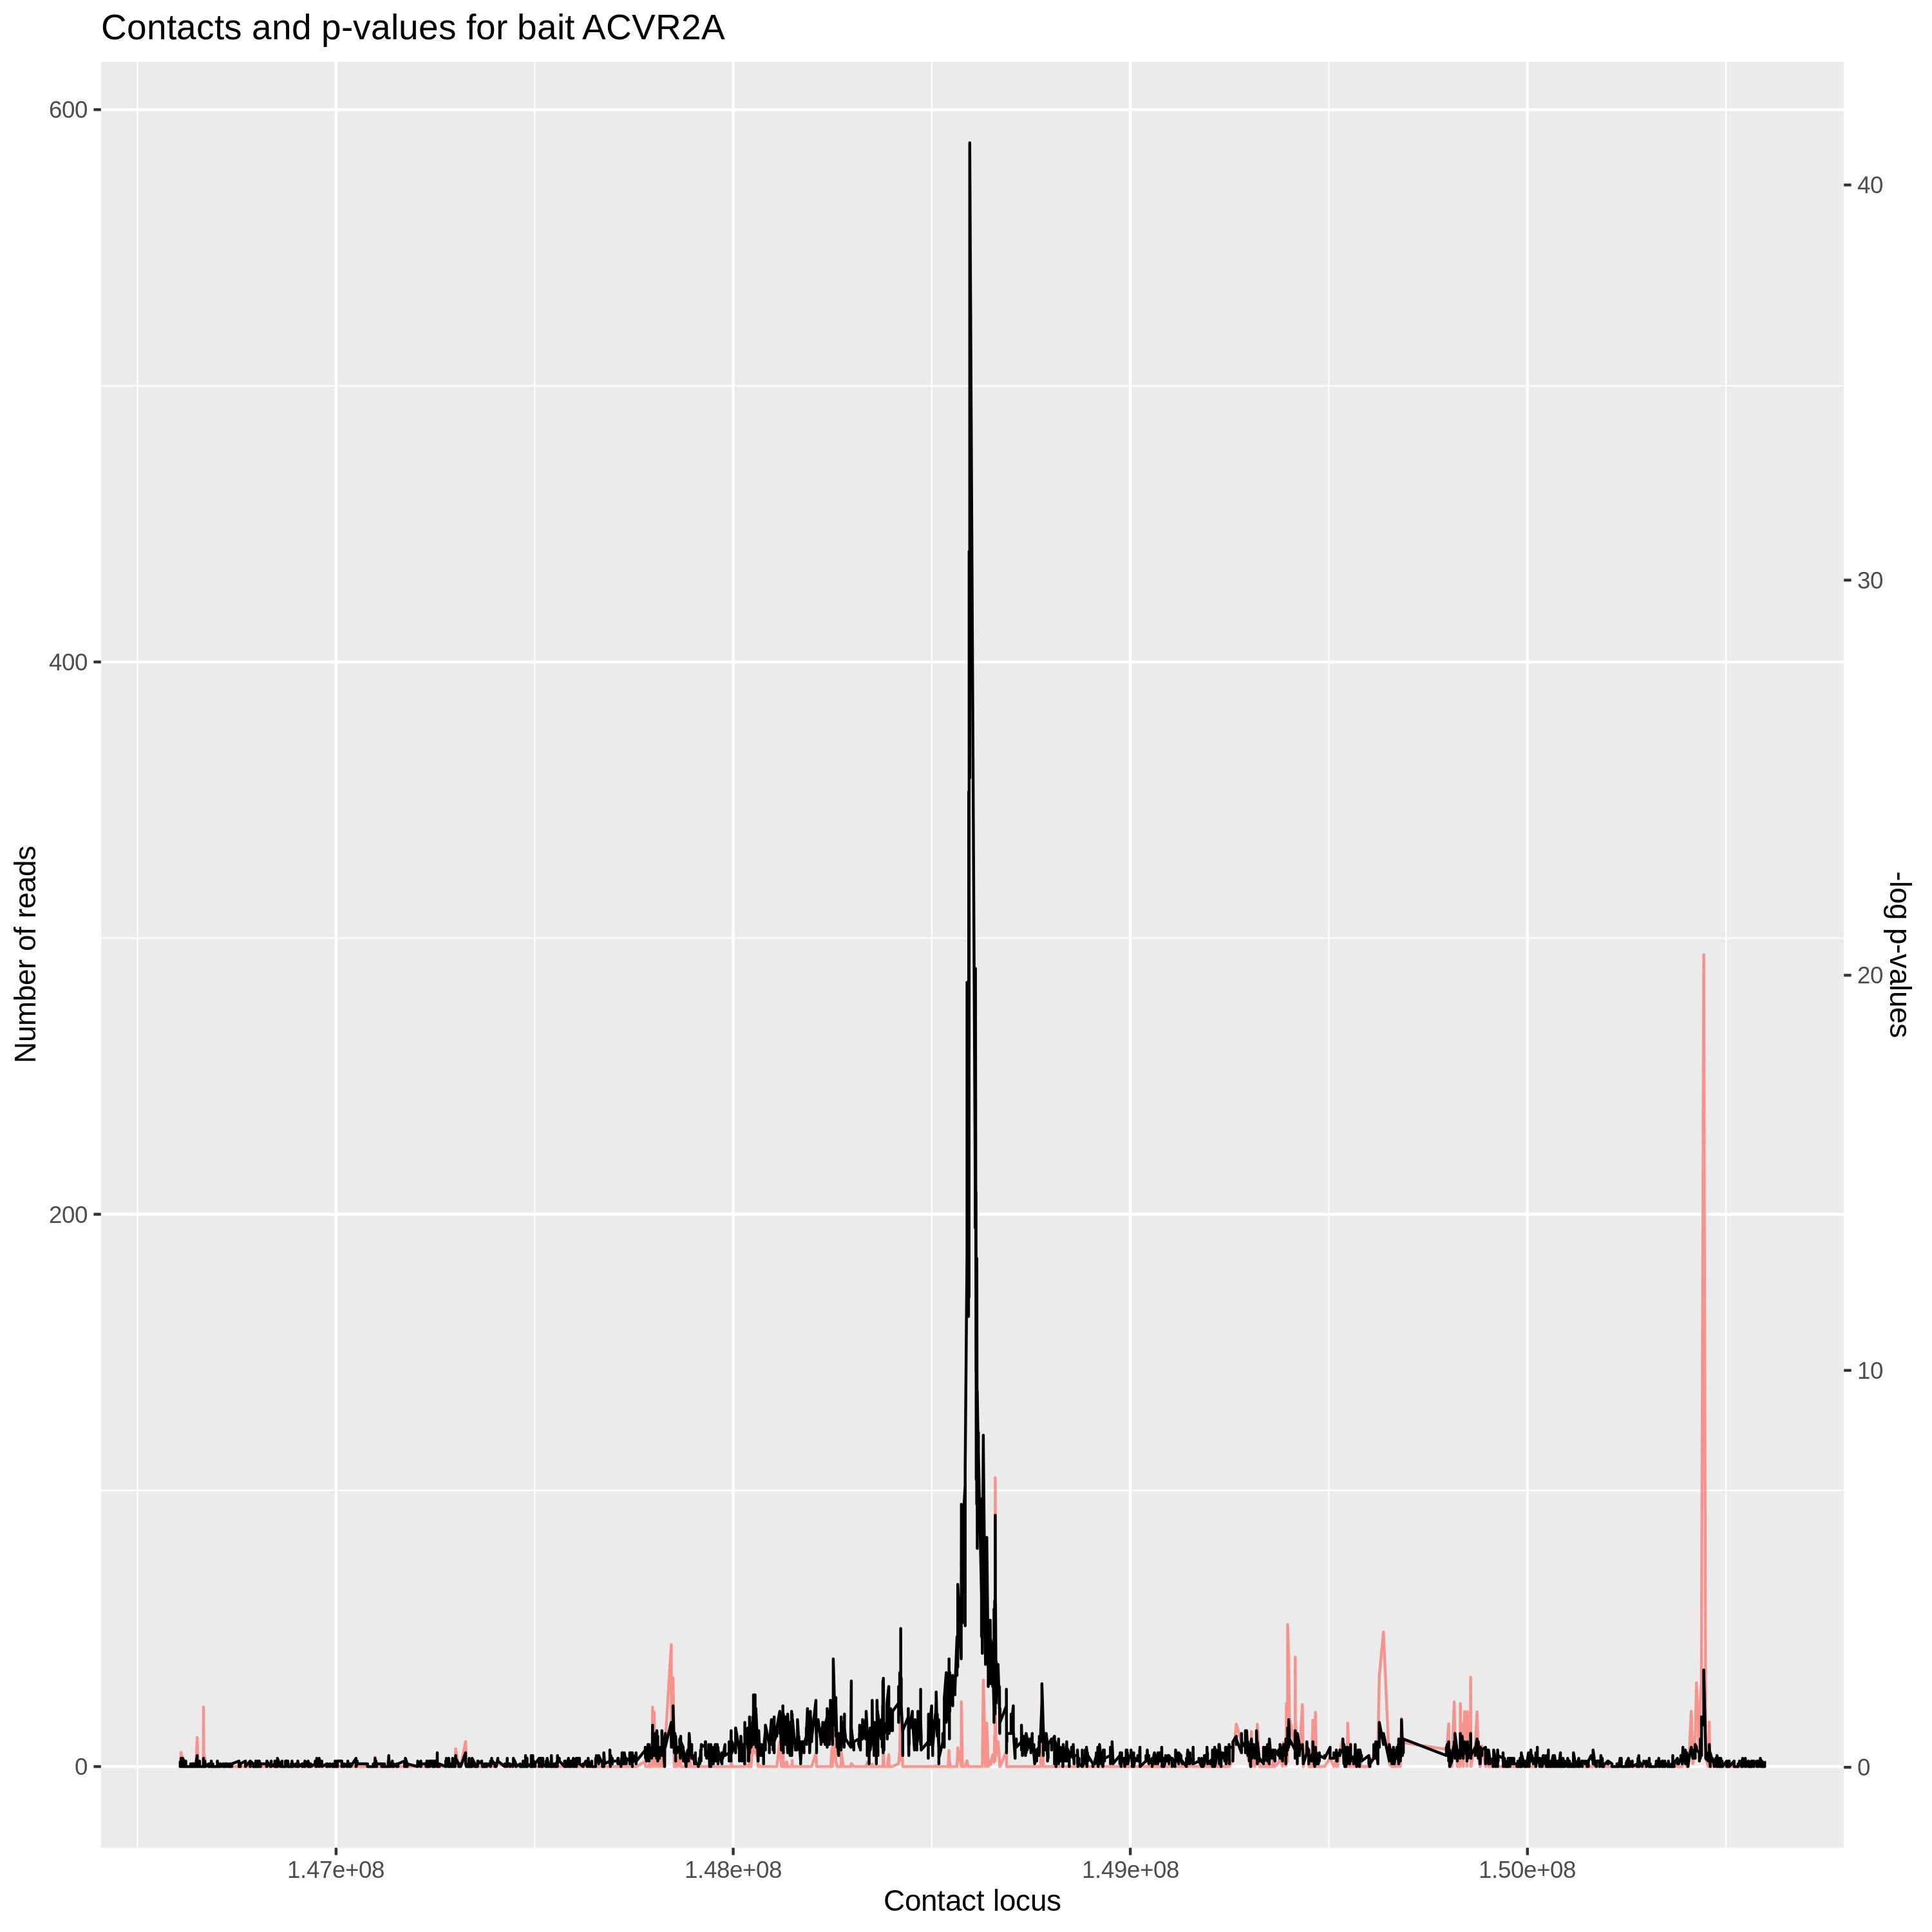 Contacts and p-values for bait ACVR2A
600
400
200
0
Number of reads
40
30
20
10
0
-log p-values
1.47e+08
1.48e+08
1.49e+08
1.50e+08
Contact locus